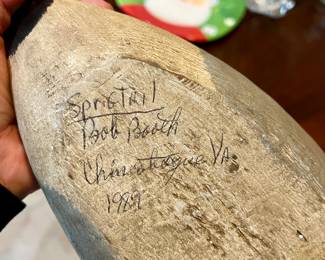 Sprigtail
Bob Booth
Chincoteague VA.
1989